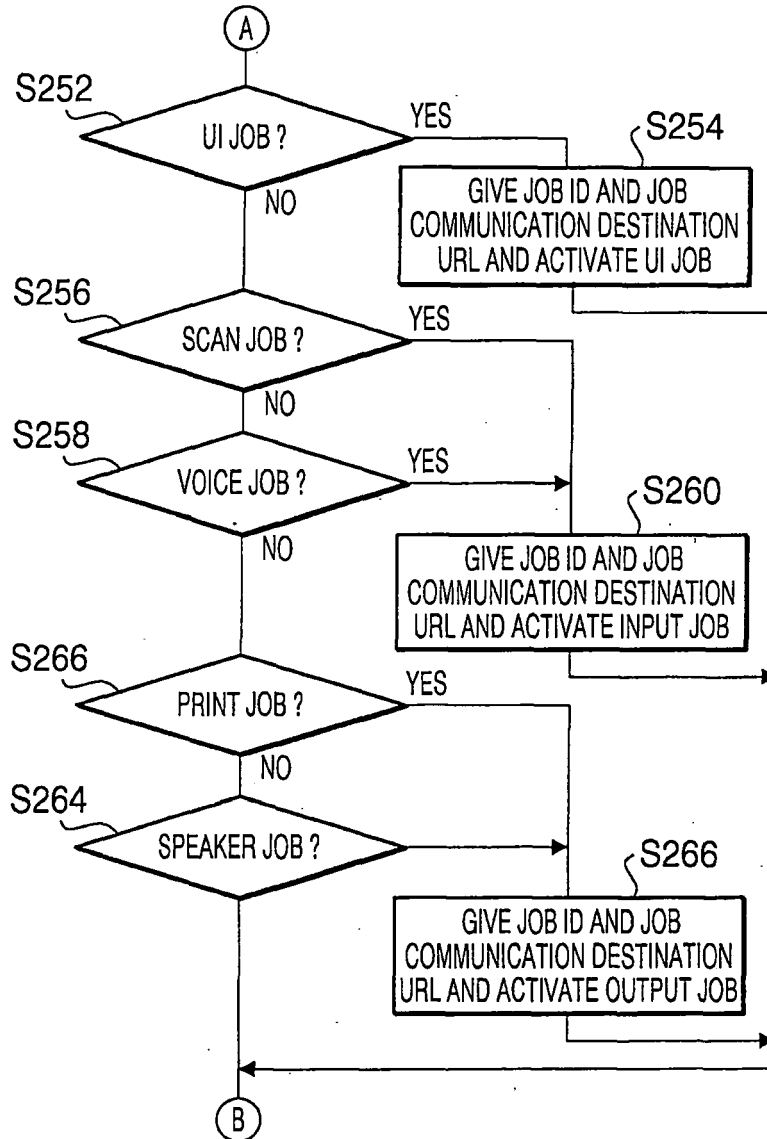 A
S252
UI JOB ?
YES
NO
S254
GIVE JOB ID AND JOB
COMMUNICATION DESTINATION
URL AND ACTIVATE UI JOB
S256
SCAN JOB ?
YES
NO
S258
VOICE JOB ?
YES
NO
S260
GIVE JOB ID AND JOB
COMMUNICATION DESTINATION
URL AND ACTIVATE INPUT JOB
S266
PRINT JOB ?
YES
NO
S264
SPEAKER JOB ?
S266
GIVE JOB ID AND JOB
COMMUNICATION DESTINATION
URL AND ACTIVATE OUTPUT JOB
B